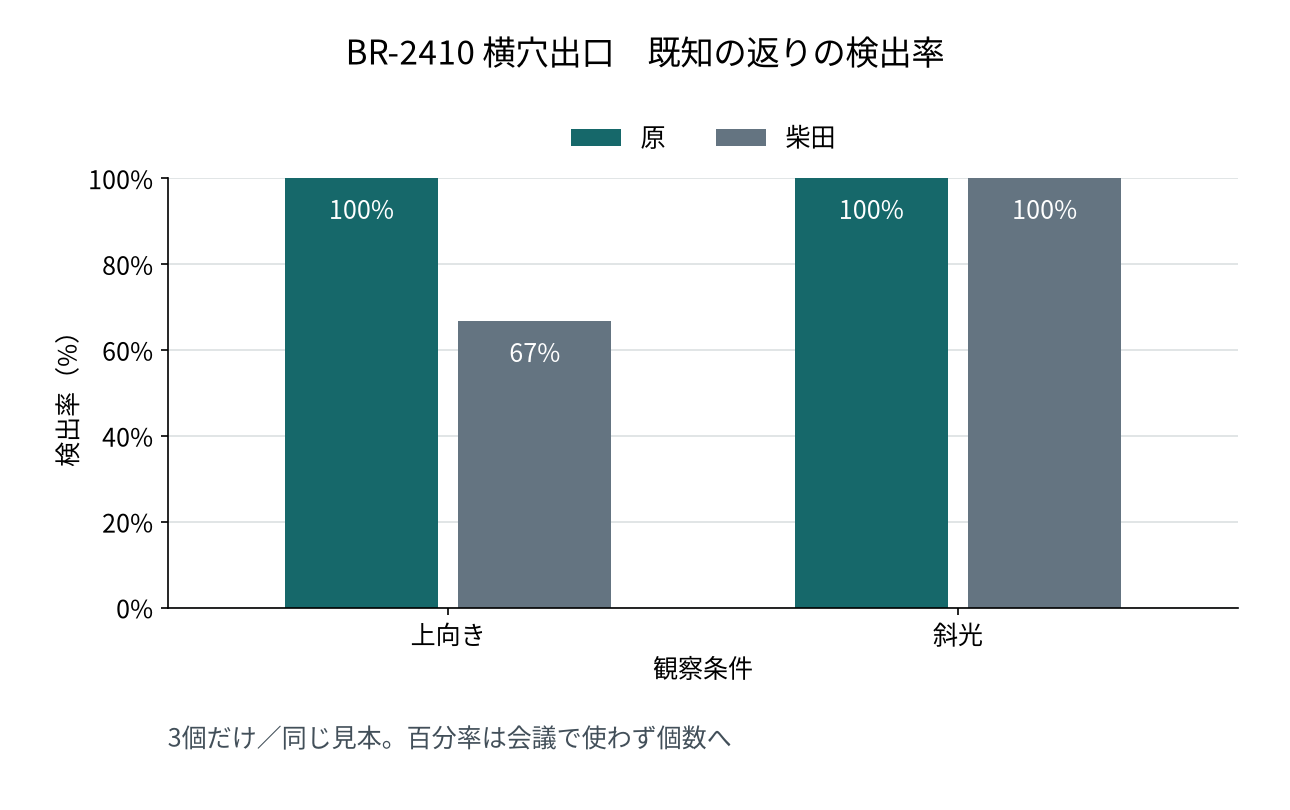 BR-2410 横穴出口　既知の返りの検出率
原　柴田
100%
80%
60%
40%
20%
0%
検出率（%）
100%
67%
100%
100%
上向き
斜光
観察条件
3個だけ／同じ見本。百分率は会議で使わず個数へ